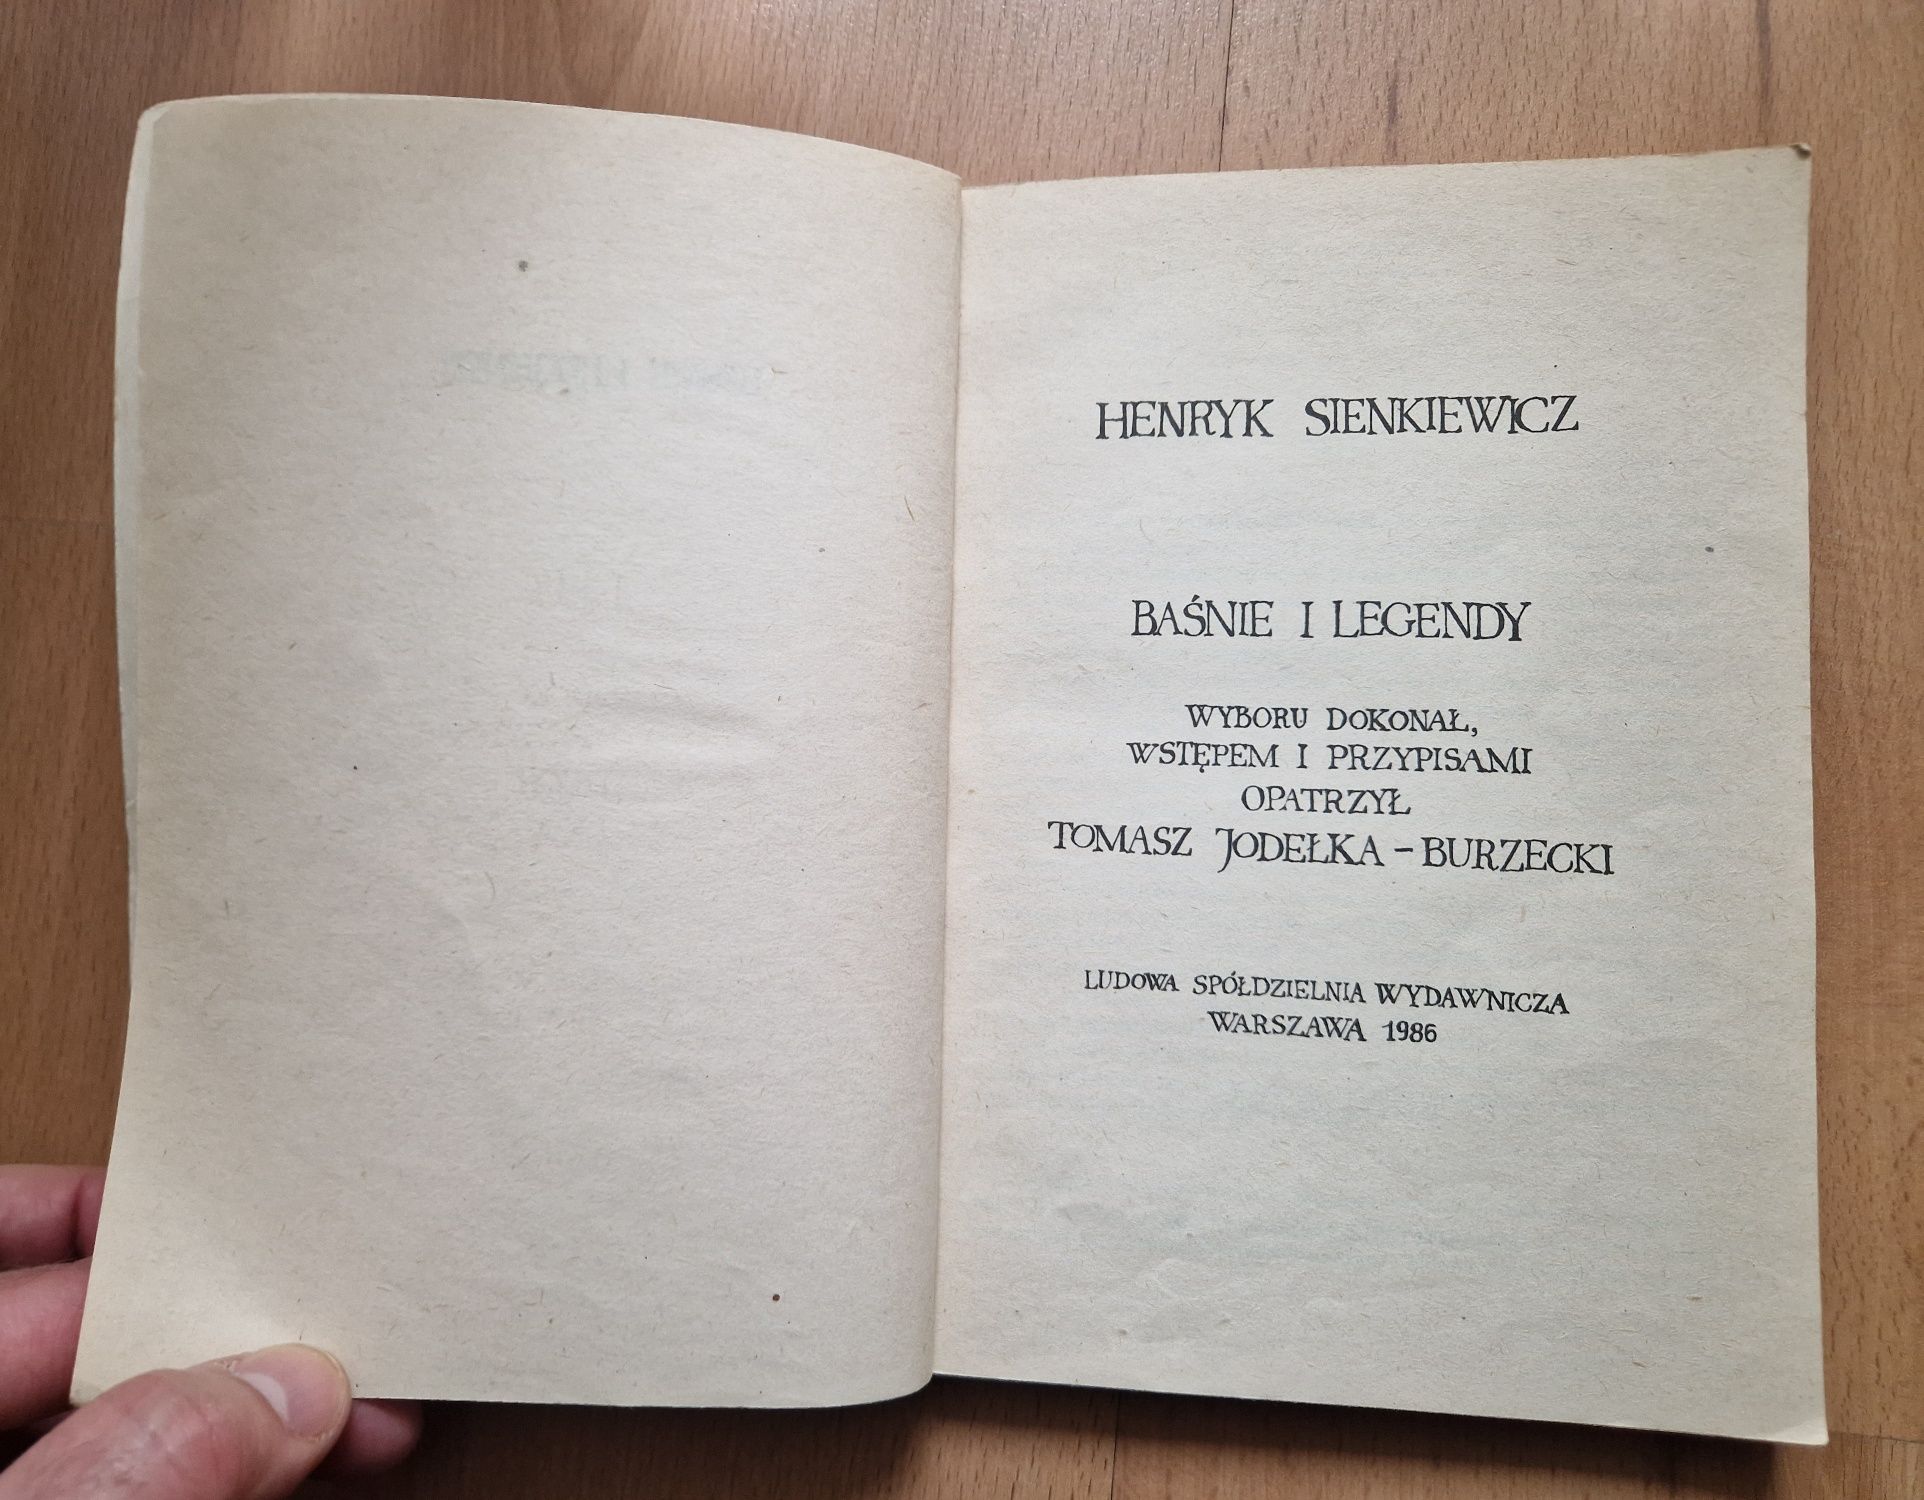 HENRYK SIENKIEWICZ
BAŚNIE I LEGENDY
WYBORU DOKONAŁ,
WSTĘPEM I PRZYPISAMI
OPATRZYŁ
TOMASZ JODEŁKA-BURZECKI
LUDOWA SPÓŁDZIELNIA WYDAWNICZA
WARSZAWA 1986